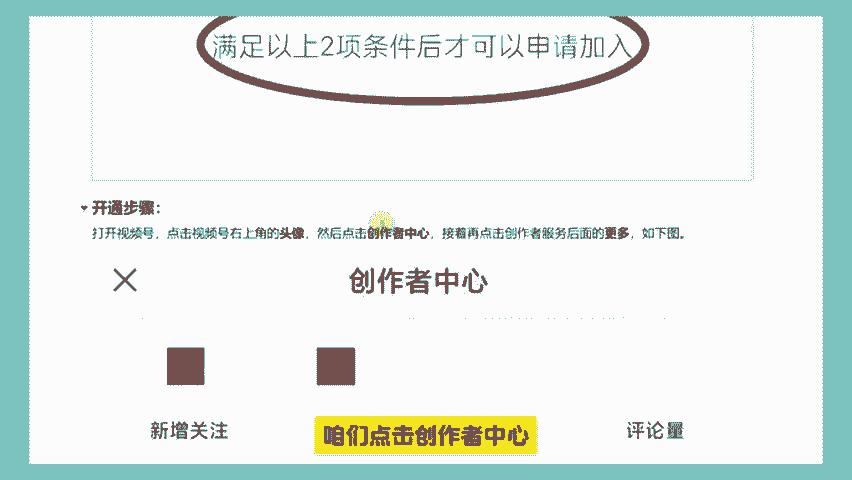 满足以上2项条件后才可以申请加入
开通步骤：
打开视频号，点击视频号右上角的头像，然后点击创作者中心，接着再点击创作者服务后面的更多，如下图。
创作者中心
新增关注
咱们点击创作者中心
评论量